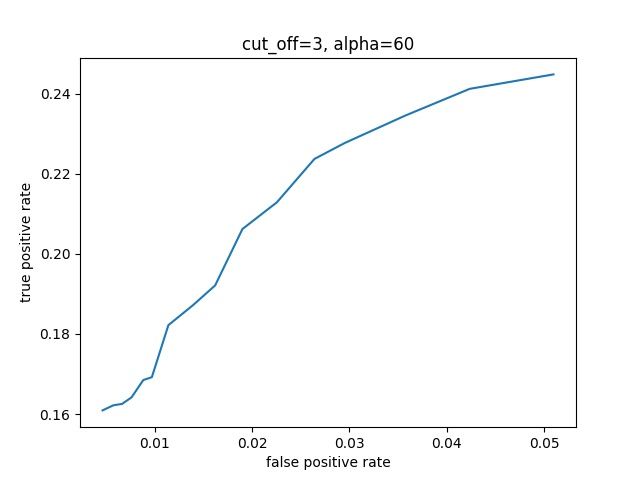 cut_off=3, alpha=60
true positive rate
0.24
0.22
0.20
0.18
0.16
0.01 0.02 0.03 0.04 0.05
false positive rate